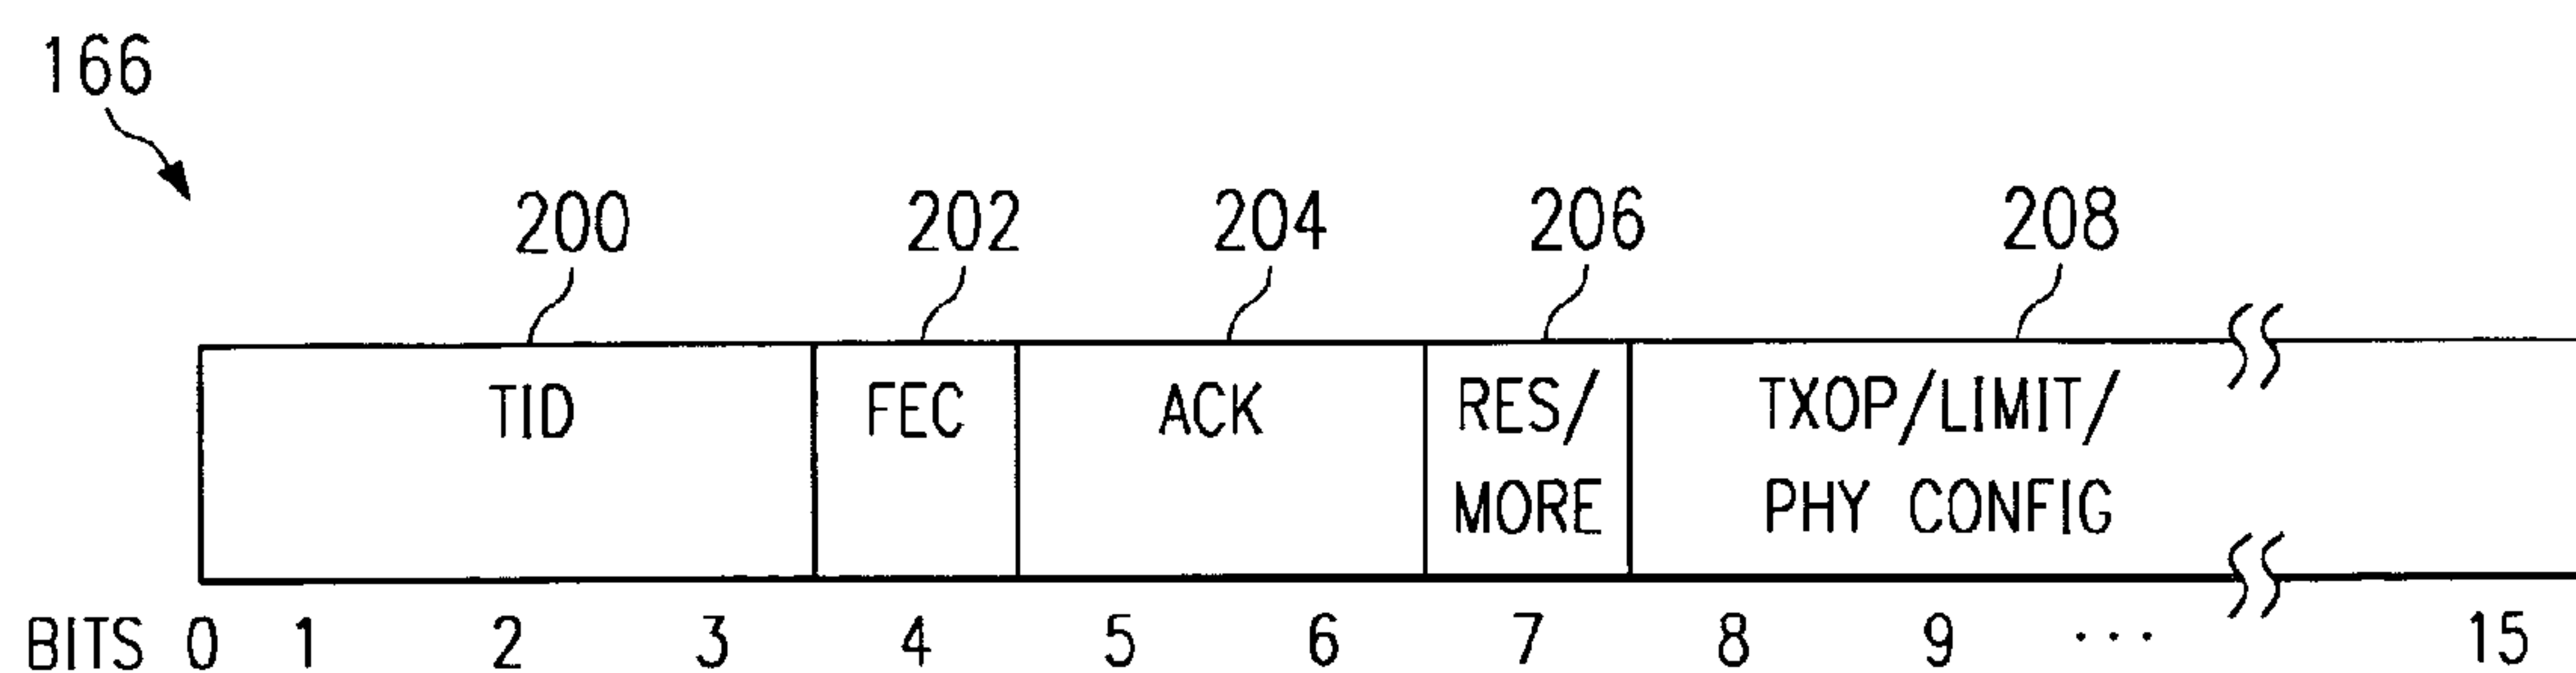 166
200 202 204 206 208
TID FEC ACK RES/ TXOP/LIMIT/
MORE PHY CONFIG
BITS 0 1 2 3 4 5 6 7 8 9 ... 15